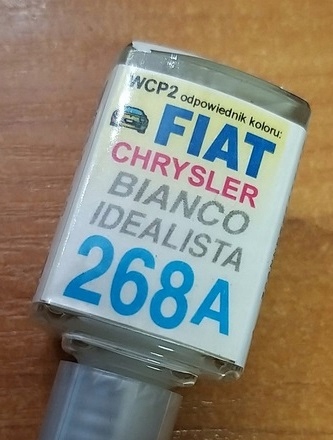 WCP2 odpowiednik koloru:
FIAT
CHRYSLER
BIANCO
IDEALISTA
268A